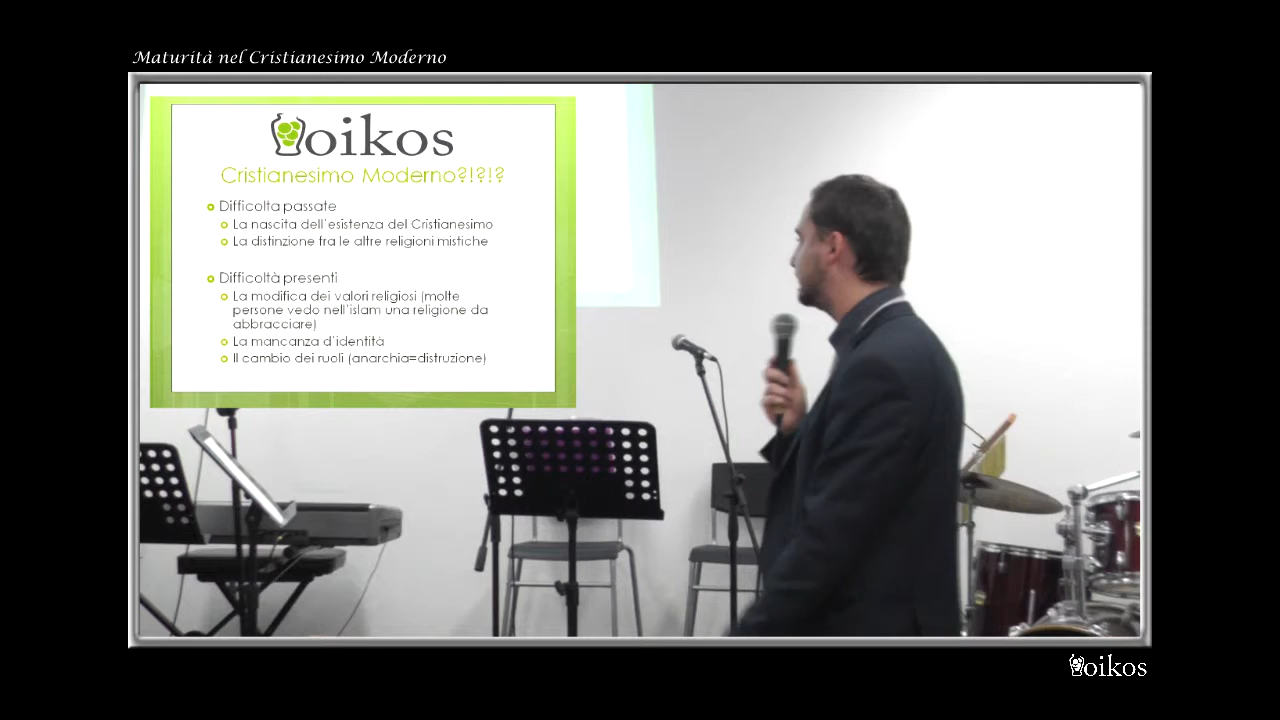 Maturità nel Cristianesimo Moderno
oikos
Cristianesimo Moderno?!?!?
Difficolta passate
La nascita dell'esistenza del Cristianesimo
La distinzione fra le altre religioni mistiche
Difficoltà presenti
La modifica dei valori religiosi (molte
persone vedo nell'islam una religione da
abbracciare)
La mancanza d'identità
Il cambio dei ruoli (anarchia=distruzione)
oikos